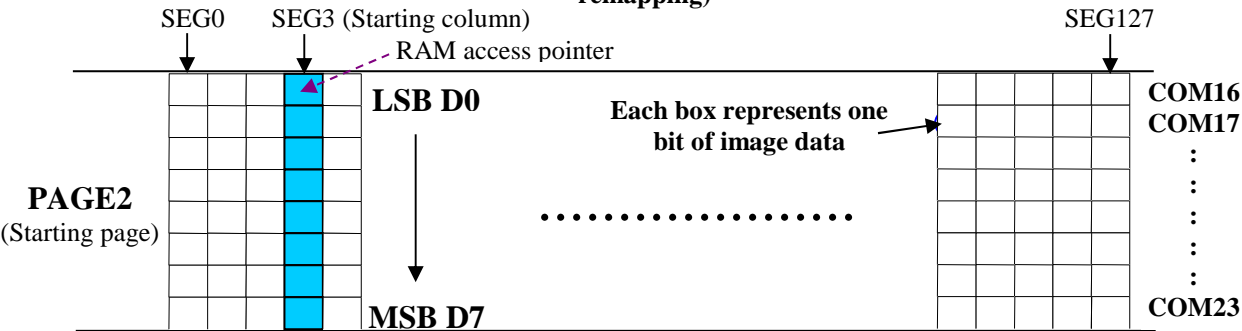 remapping)
SEG0 SEG3 (Starting column) SEG127
RAM access pointer
LSB D0
Each box represents one
bit of image data
COM16
COM17
:
:
:
:
:
PAGE2
(Starting page)
....................
MSB D7
COM23